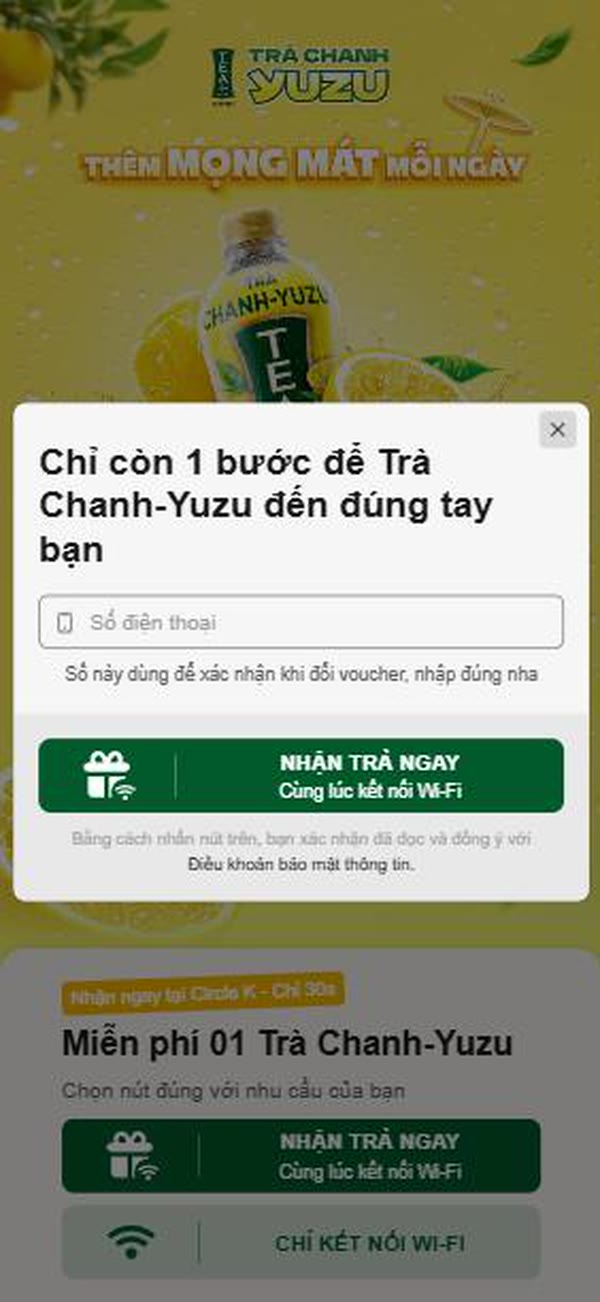 TRÀ CHANH
YUZU
THÊM MỌNG MÁT MỖI NGÀY
TRÀ
CHANH-YUZU
TEA
Chỉ còn 1 bước để Trà
Chanh-Yuzu đến đúng tay
bạn
Số điện thoại
Số này dùng để xác nhận khi đổi voucher, nhập đúng nha
NHẬN TRÀ NGAY
Cùng lúc kết nối Wi-Fi
Bằng cách nhấn nút trên, bạn xác nhận đã đọc và đồng ý với
Điều khoản bảo mật thông tin.
Nhận ngay tại Circle K - Chỉ 30s
Miễn phí 01 Trà Chanh-Yuzu
Chọn nút đúng với nhu cầu của bạn
NHẬN TRÀ NGAY
Cùng lúc kết nối Wi-Fi
CHỈ KẾT NỐI WI-FI